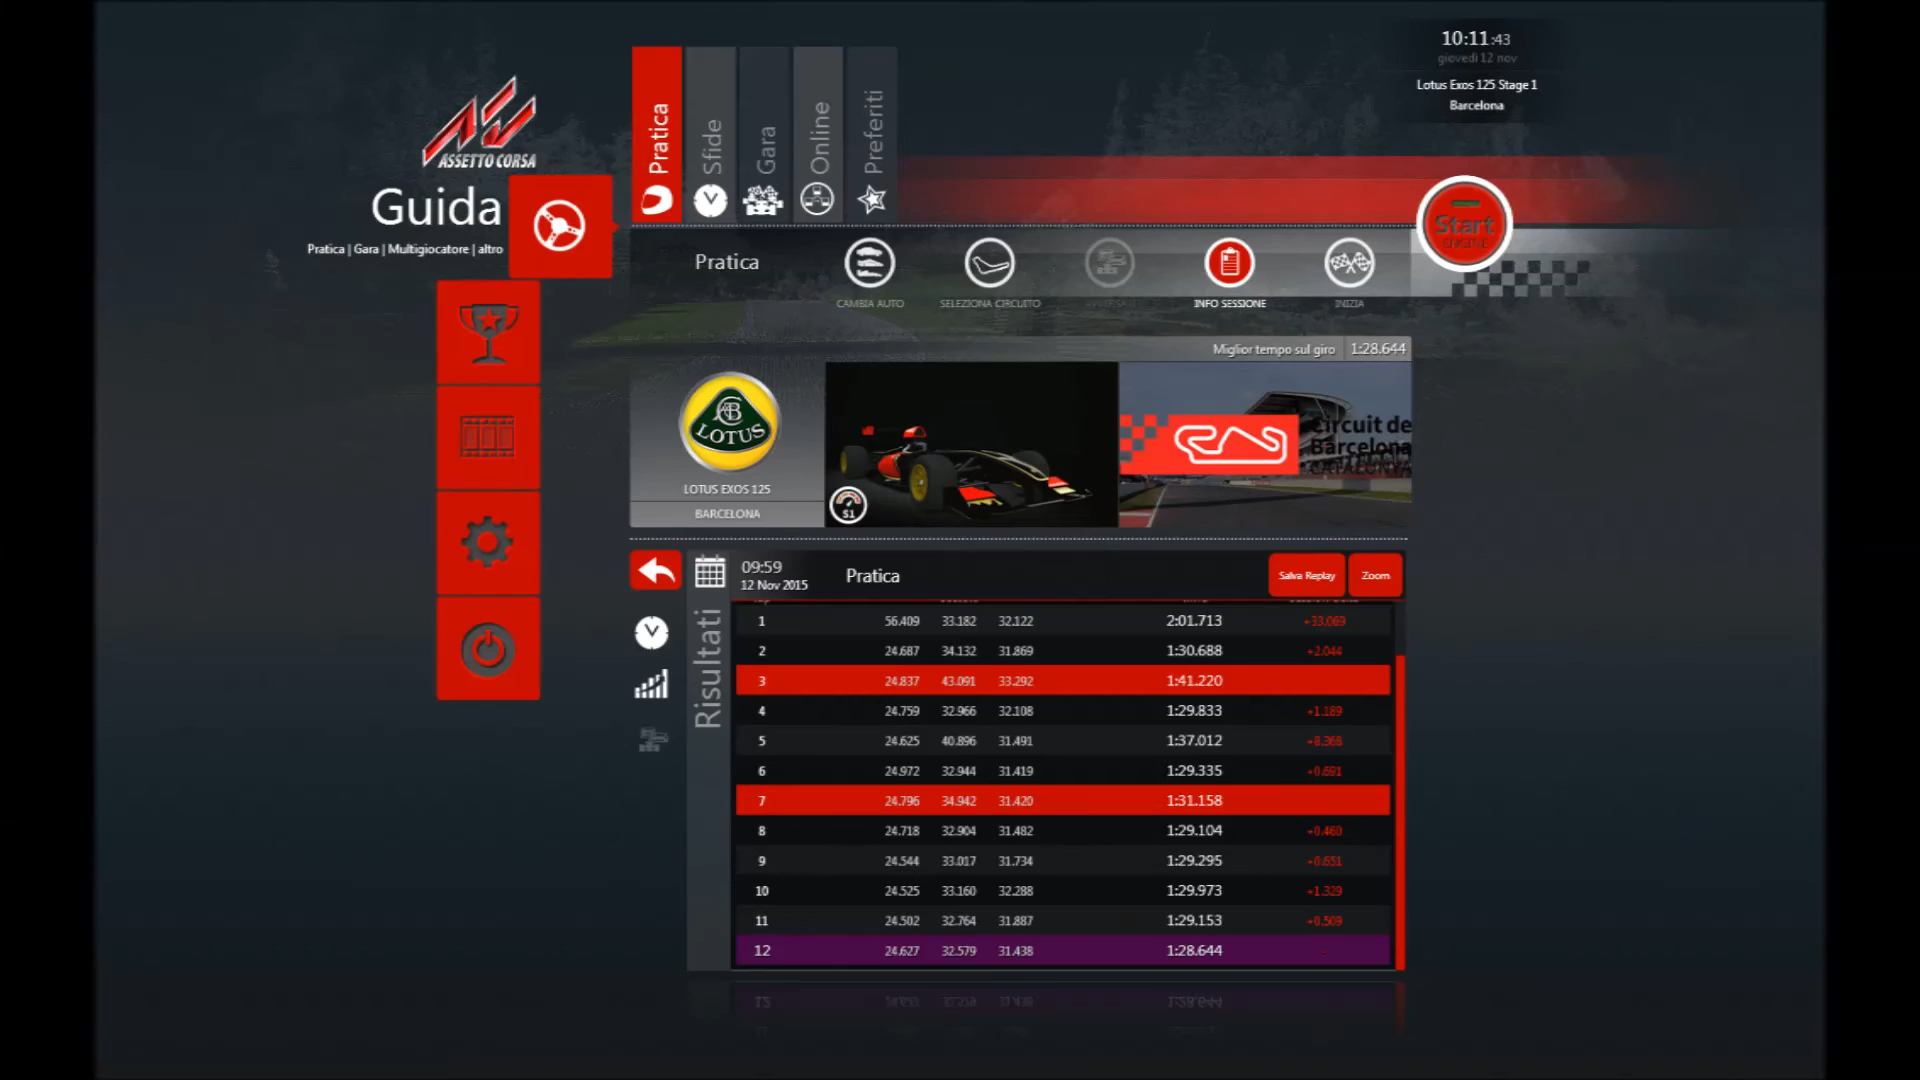 10:11:43
giovedì 12 nov
Lotus Exos 125 Stage 1
Barcelona
ASSETTO CORSA
Guida
Pratica | Gara | Multigiocatore | altro
Pratica
Sfide
Gara
Online
Preferiti
Start
ENGINE
Pratica
CAMBIA AUTO
SELEZIONA CIRCUITO
INFO SESSIONE
INIZIA
Miglior tempo sul giro 1:28.644
LOTUS
LOTUS EXOS 125
BARCELONA
S1
Circuit de
Barcelona
CATALUNYA
09:59
12 Nov 2015
Pratica
Salva Replay
Zoom
Risultati
1 56.409 33.182 32.122 2:01.713 +33.069
2 24.687 34.132 31.869 1:30.688 +2.044
3 24.837 43.091 33.292 1:41.220
4 24.759 32.966 32.108 1:29.833 +1.189
5 24.625 40.896 31.491 1:37.012 +8.368
6 24.972 32.944 31.419 1:29.335 +0.691
7 24.796 34.942 31.420 1:31.158
8 24.718 32.904 31.482 1:29.104 +0.460
9 24.544 33.017 31.734 1:29.295 +0.651
10 24.525 33.160 32.288 1:29.973 +1.329
11 24.502 32.764 31.887 1:29.153 +0.509
12 24.627 32.579 31.438 1:28.644 -